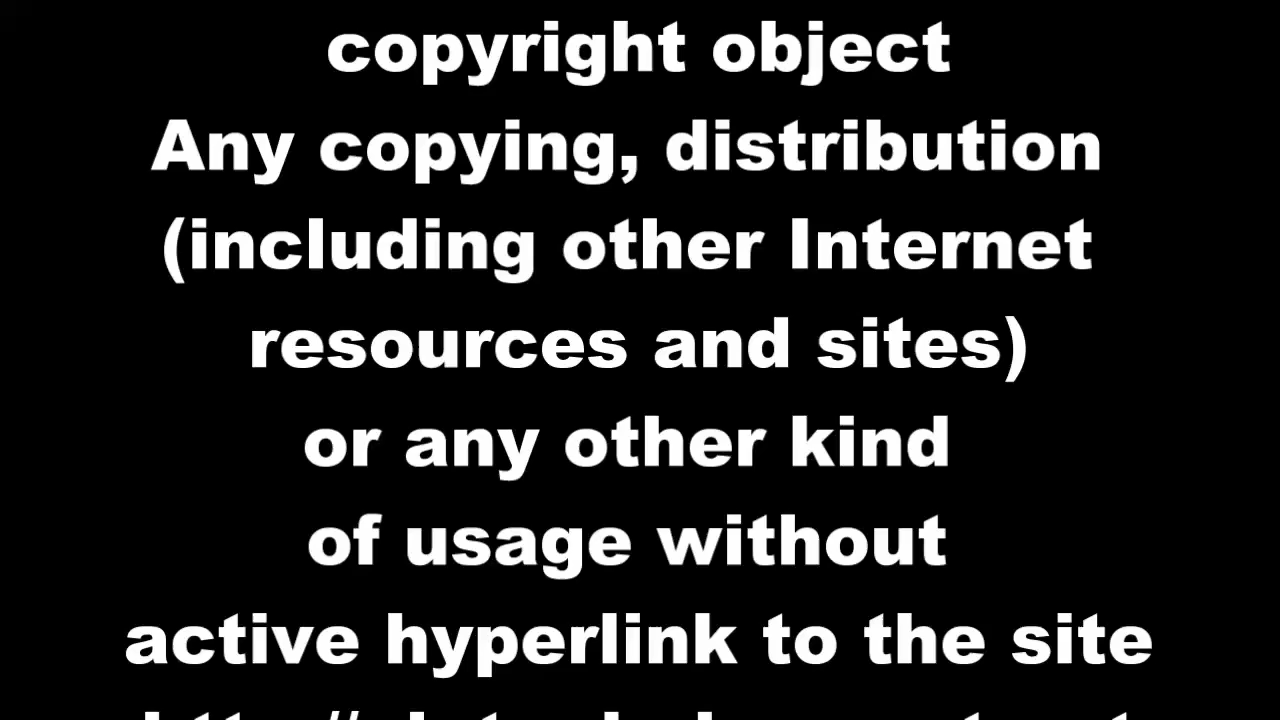 copyright object
Any copying, distribution
(including other Internet
resources and sites)
or any other kind
of usage without
active hyperlink to the site